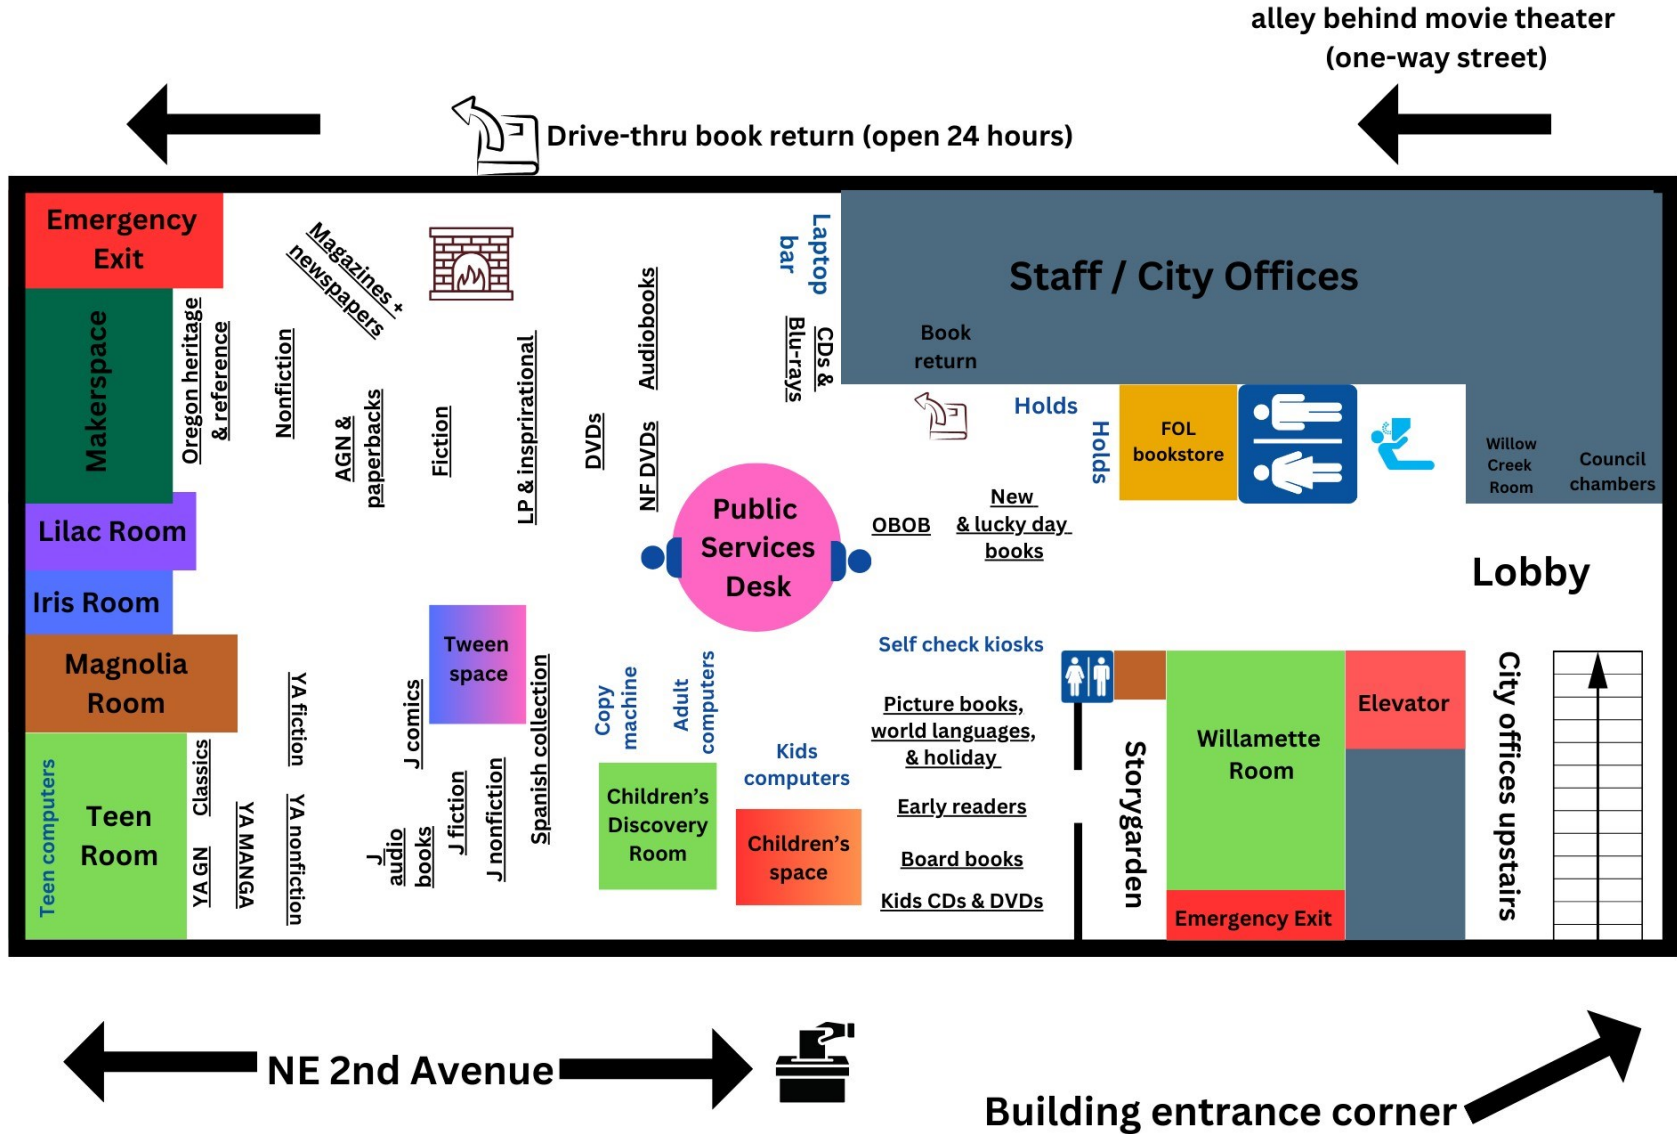 alley behind movie theater
(one-way street)
Drive-thru book return (open 24 hours)
Emergency
Exit
Magazines +
newspapers
Laptop
bar
Staff / City Offices
Makerspace
Oregon heritage
& reference
Nonfiction
AGN &
paperbacks
Fiction
LP & insprirational
DVDs
Audiobooks
NF DVDs
CDs &
Blu-rays
Book
return
Holds
Holds
FOL
bookstore
Willow
Creek
Room
Council
chambers
Lilac Room
Iris Room
Magnolia
Room
Public
Services
Desk
OBOB
New
& lucky day
books
Lobby
Tween
space
Self check kiosks
YA fiction
J comics
Spanish collection
Copy
machine
Adult
computers
Kids
computers
Picture books,
world languages,
& holiday
Early readers
Board books
Kids CDs & DVDs
Storygarden
Willamette
Room
Elevator
City offices upstairs
Teen computers
Teen
Room
Classics
YA GN
YA MANGA
YA nonfiction
J
audio
books
J fiction
J nonfiction
Children's
Discovery
Room
Children's
space
Emergency Exit
NE 2nd Avenue
Building entrance corner